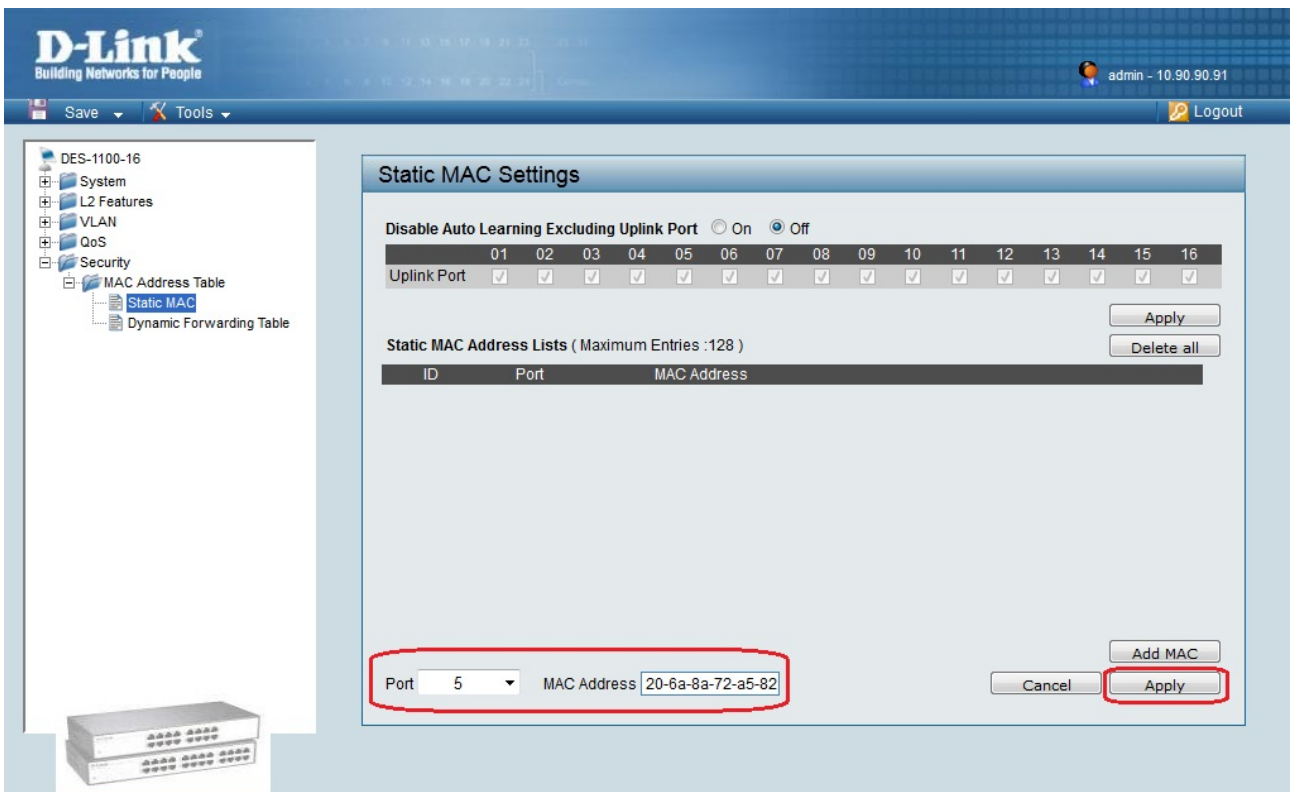 D-Link®
Building Networks for People
admin - 10.90.90.91
Save Tools Logout
DES-1100-16
System
L2 Features
VLAN
QoS
Security
MAC Address Table
Static MAC
Dynamic Forwarding Table
Static MAC Settings
Disable Auto Learning Excluding Uplink Port On Off
01 02 03 04 05 06 07 08 09 10 11 12 13 14 15 16
Uplink Port
Apply
Static MAC Address Lists ( Maximum Entries :128 ) Delete all
ID Port MAC Address
Add MAC
Port 5 MAC Address 20-6a-8a-72-a5-82 Cancel Apply